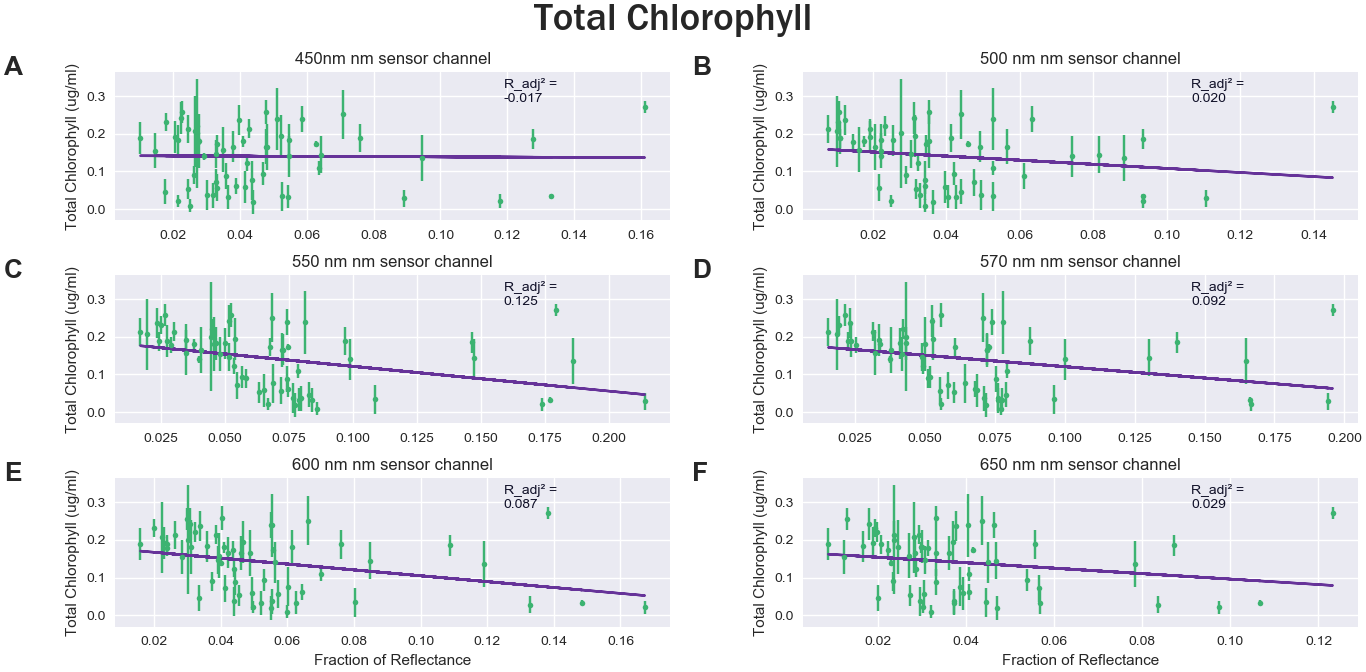 Total Chlorophyll
A
450nm nm sensor channel
Total Chlorophyll (ug/ml)
0.3
0.2
0.1
0.0
R_adj² =
-0.017
0.02 0.04 0.06 0.08 0.10 0.12 0.14 0.16
B
500 nm nm sensor channel
Total Chlorophyll (ug/ml)
0.3
0.2
0.1
0.0
R_adj² =
0.020
0.02 0.04 0.06 0.08 0.10 0.12 0.14
C
550 nm nm sensor channel
Total Chlorophyll (ug/ml)
0.3
0.2
0.1
0.0
R_adj² =
0.125
0.025 0.050 0.075 0.100 0.125 0.150 0.175 0.200
D
570 nm nm sensor channel
Total Chlorophyll (ug/ml)
0.3
0.2
0.1
0.0
R_adj² =
0.092
0.025 0.050 0.075 0.100 0.125 0.150 0.175 0.200
E
600 nm nm sensor channel
Total Chlorophyll (ug/ml)
0.3
0.2
0.1
0.0
R_adj² =
0.087
0.02 0.04 0.06 0.08 0.10 0.12 0.14 0.16
Fraction of Reflectance
F
650 nm nm sensor channel
Total Chlorophyll (ug/ml)
0.3
0.2
0.1
0.0
R_adj² =
0.029
0.02 0.04 0.06 0.08 0.10 0.12
Fraction of Reflectance